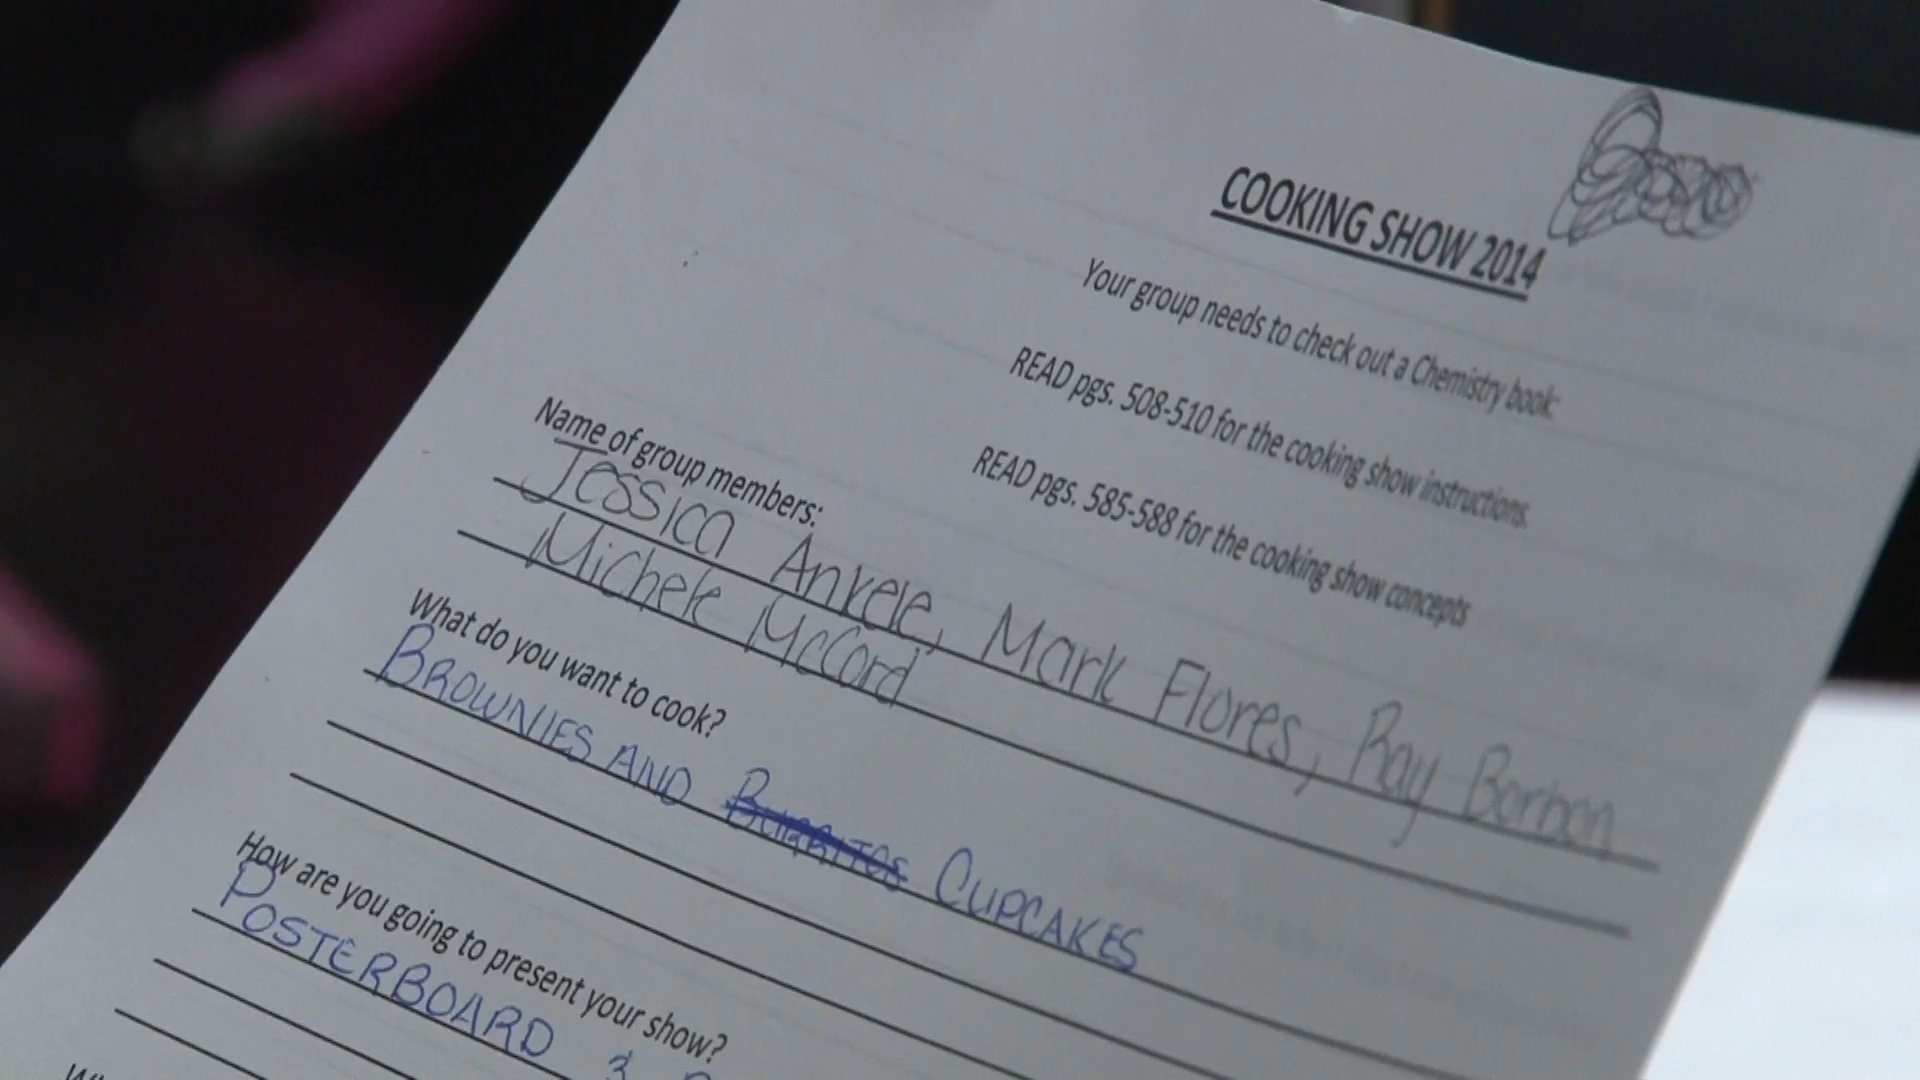 COOKING SHOW 2014
Your group needs to check out a Chemistry book:
READ pgs. 508-510 for the cooking show instructions.
READ pgs. 585-588 for the cooking show concepts
Name of group members:
Jessica Ankele, Mark Flores, Ray Borbon
Michele McCord
What do you want to cook?
BROWNIES AND BURRITOS CUPCAKES
How are you going to present your show?
POSTERBOARD &